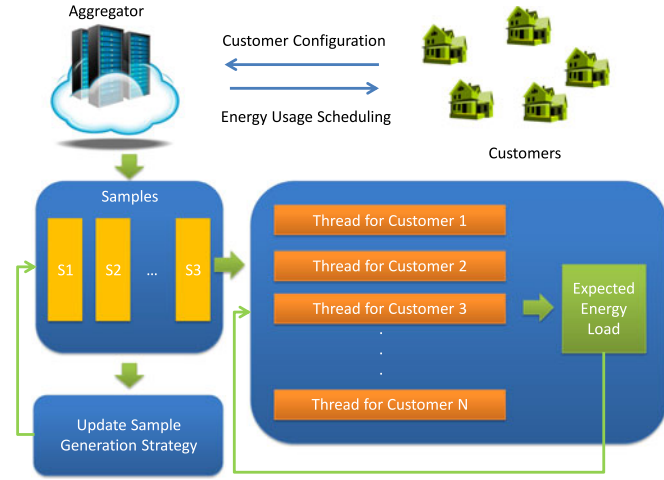 Aggregator
Customer Configuration
Energy Usage Scheduling
Customers
Samples
S1
S2
...
S3
Thread for Customer 1
Thread for Customer 2
Thread for Customer 3
.
.
.
Thread for Customer N
Expected
Energy
Load
Update Sample
Generation Strategy